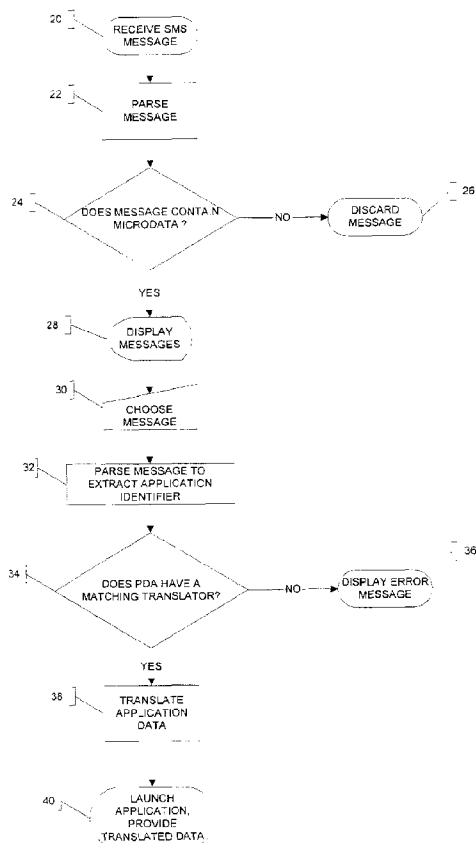 20
RECEIVE SMS
MESSAGE
22
PARSE
MESSAGE
24
DOES MESSAGE CONTAIN
MICRODATA ?
NO
DISCARD
MESSAGE
26
YES
28
DISPLAY
MESSAGES
30
CHOOSE
MESSAGE
32
PARSE MESSAGE TO
EXTRACT APPLICATION
IDENTIFIER
34
DOES PDA HAVE A
MATCHING TRANSLATOR?
NO
DISPLAY ERROR
MESSAGE
36
YES
38
TRANSLATE
APPLICATION
DATA
40
LAUNCH
APPLICATION,
PROVIDE
TRANSLATED DATA